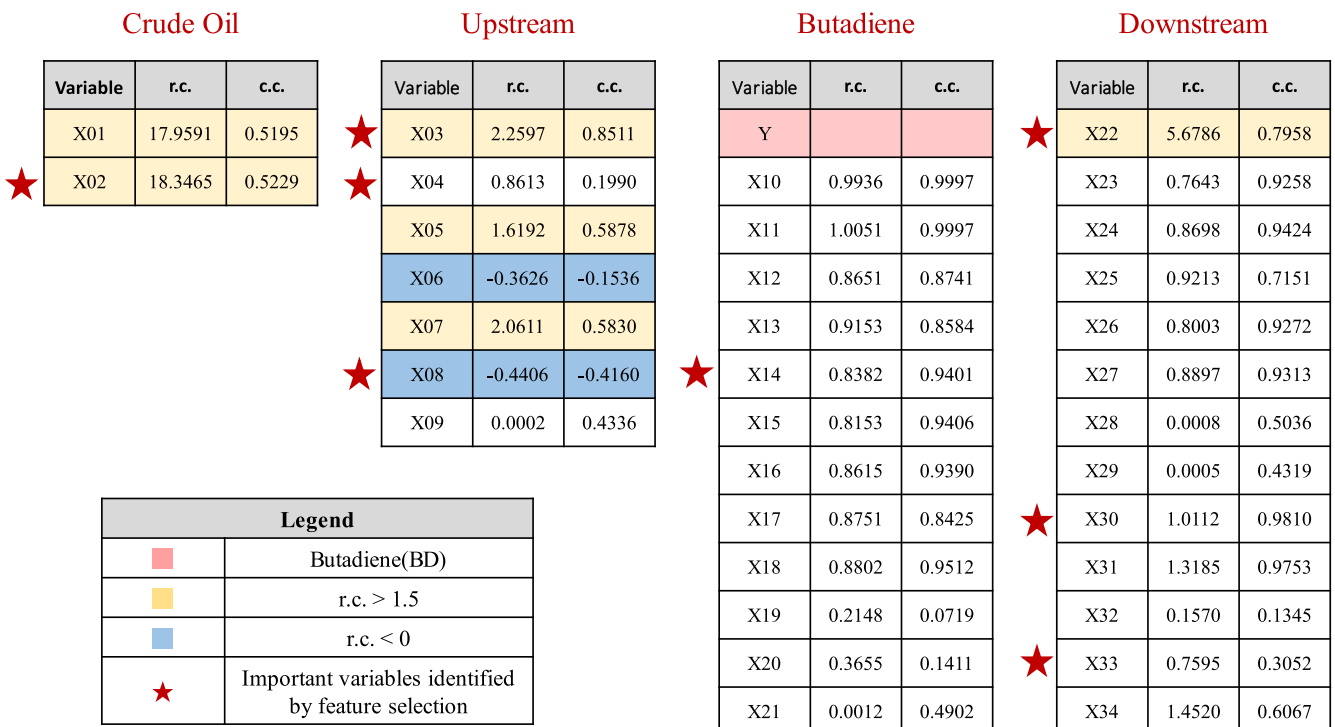 Crude Oil
Variable r.c. c.c.
X01 17.9591 0.5195
X02 18.3465 0.5229
Upstream
Variable r.c. c.c.
X03 2.2597 0.8511
X04 0.8613 0.1990
X05 1.6192 0.5878
X06 -0.3626 -0.1536
X07 2.0611 0.5830
X08 -0.4406 -0.4160
X09 0.0002 0.4336
Butadiene
Variable r.c. c.c.
Y
X10 0.9936 0.9997
X11 1.0051 0.9997
X12 0.8651 0.8741
X13 0.9153 0.8584
X14 0.8382 0.9401
X15 0.8153 0.9406
X16 0.8615 0.9390
X17 0.8751 0.8425
X18 0.8802 0.9512
X19 0.2148 0.0719
X20 0.3655 0.1411
X21 0.0012 0.4902
Downstream
Variable r.c. c.c.
X22 5.6786 0.7958
X23 0.7643 0.9258
X24 0.8698 0.9424
X25 0.9213 0.7151
X26 0.8003 0.9272
X27 0.8897 0.9313
X28 0.0008 0.5036
X29 0.0005 0.4319
X30 1.0112 0.9810
X31 1.3185 0.9753
X32 0.1570 0.1345
X33 0.7595 0.3052
X34 1.4520 0.6067
Legend
Butadiene(BD)
r.c. > 1.5
r.c. < 0
Important variables identified
by feature selection